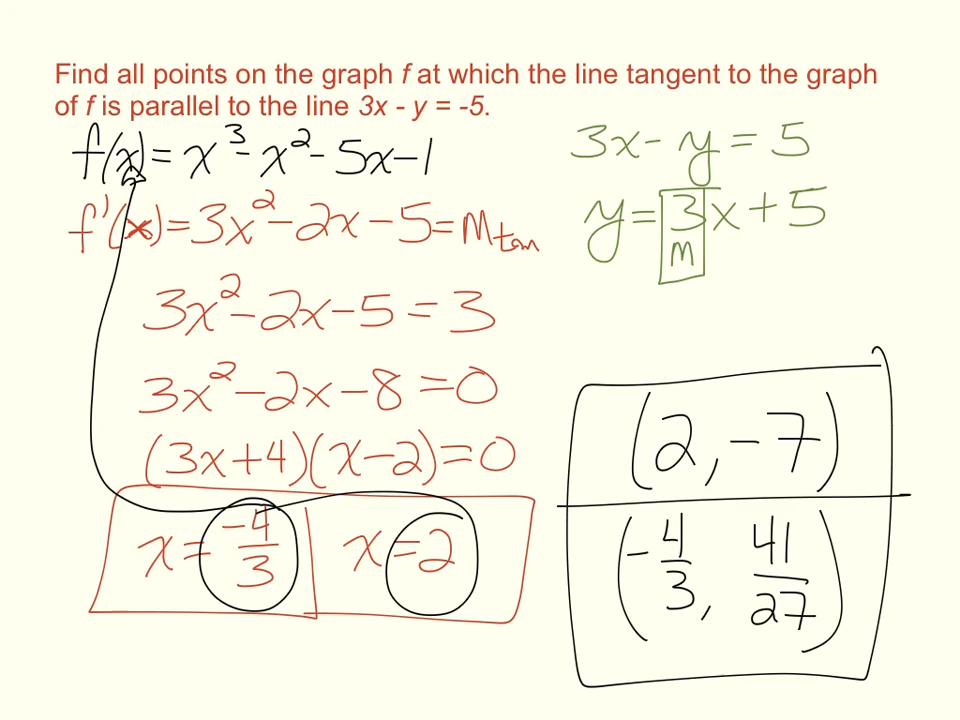 Find all points on the graph f at which the line tangent to the graph
of f is parallel to the line 3x - y = -5.
f(x) = x³ - x² - 5x - 1
f'(x) = 3x² - 2x - 5 = m_tan
3x² - 2x - 5 = 3
3x² - 2x - 8 = 0
(3x + 4)(x - 2) = 0
x = -4/3 x = 2
3x - y = 5
y = 3x + 5
m
(2, -7)
(-4/3, 41/27)